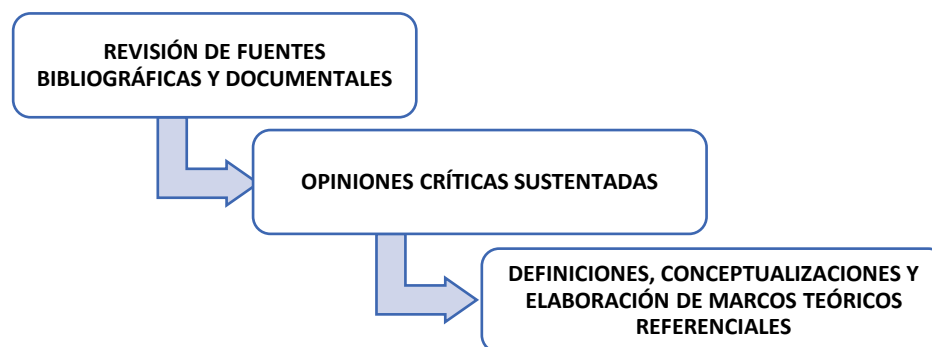 REVISIÓN DE FUENTES
BIBLIOGRÁFICAS Y DOCUMENTALES
OPINIONES CRÍTICAS SUSTENTADAS
DEFINICIONES, CONCEPTUALIZACIONES Y
ELABORACIÓN DE MARCOS TEÓRICOS
REFERENCIALES